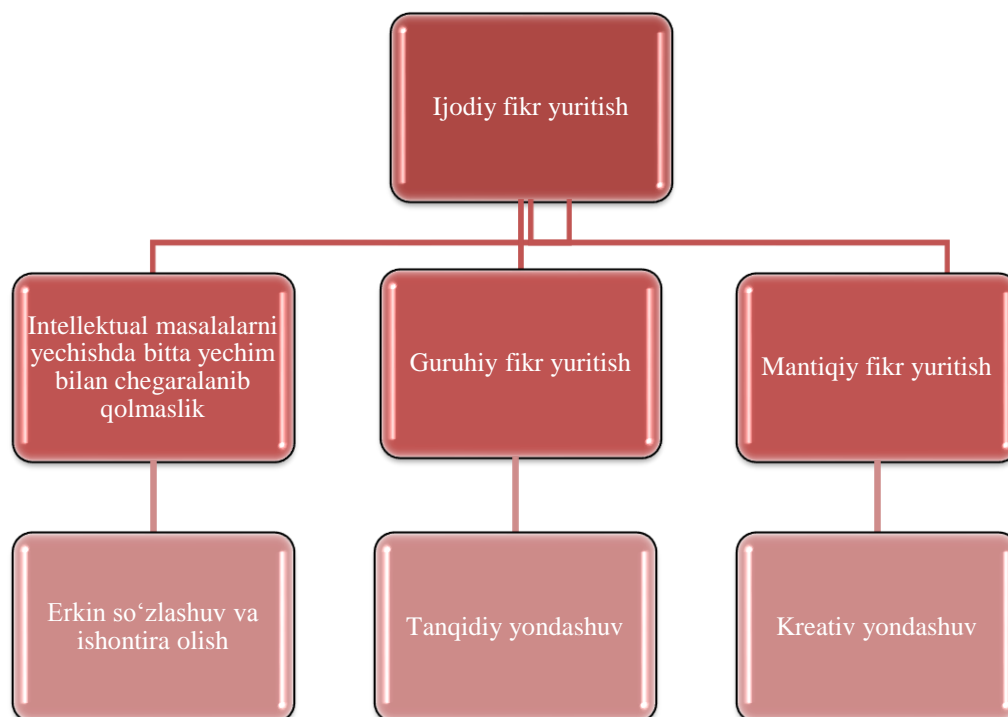 Ijodiy fikr yuritish
Intellektual masalalarni
yechishda bitta yechim
bilan chegaralanib
qolmaslik
Guruhiy fikr yuritish
Mantiqiy fikr yuritish
Erkin so‘zlashuv va
ishontira olish
Tanqidiy yondashuv
Kreativ yondashuv